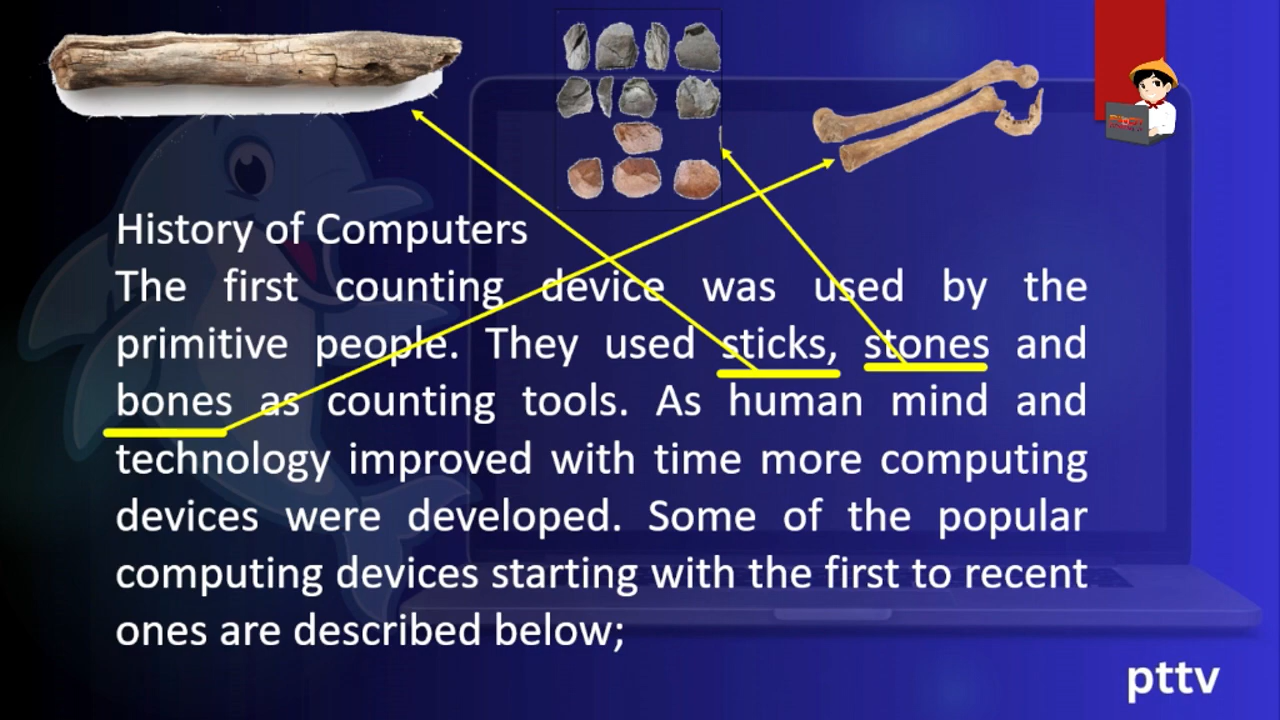 History of Computers
The first counting device was used by the
primitive people. They used sticks, stones and
bones as counting tools. As human mind and
technology improved with time more computing
devices were developed. Some of the popular
computing devices starting with the first to recent
ones are described below;
pttv